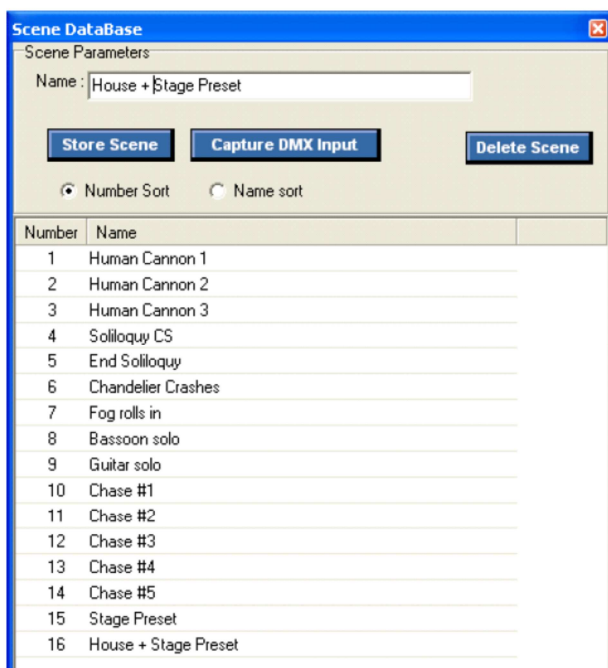 Scene DataBase
Scene Parameters
Name : House + Stage Preset
Store Scene Capture DMX Input Delete Scene
Number Sort Name sort
Number Name
1 Human Cannon 1
2 Human Cannon 2
3 Human Cannon 3
4 Soliloquy CS
5 End Soliloquy
6 Chandelier Crashes
7 Fog rolls in
8 Bassoon solo
9 Guitar solo
10 Chase #1
11 Chase #2
12 Chase #3
13 Chase #4
14 Chase #5
15 Stage Preset
16 House + Stage Preset